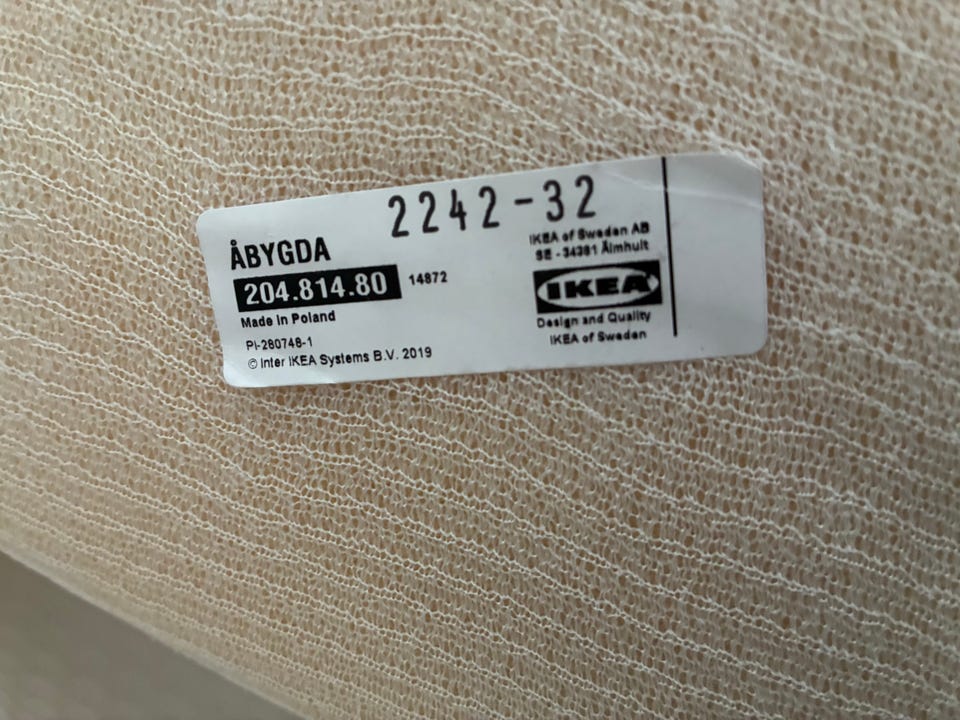 2242-32
ÅBYGDA
204.814.80 14872
Made in Poland
PI-280748-1
© Inter IKEA Systems B.V. 2019
IKEA of Sweden AB
SE - 34381 Älmhult
IKEA
Design and Quality
IKEA of Sweden